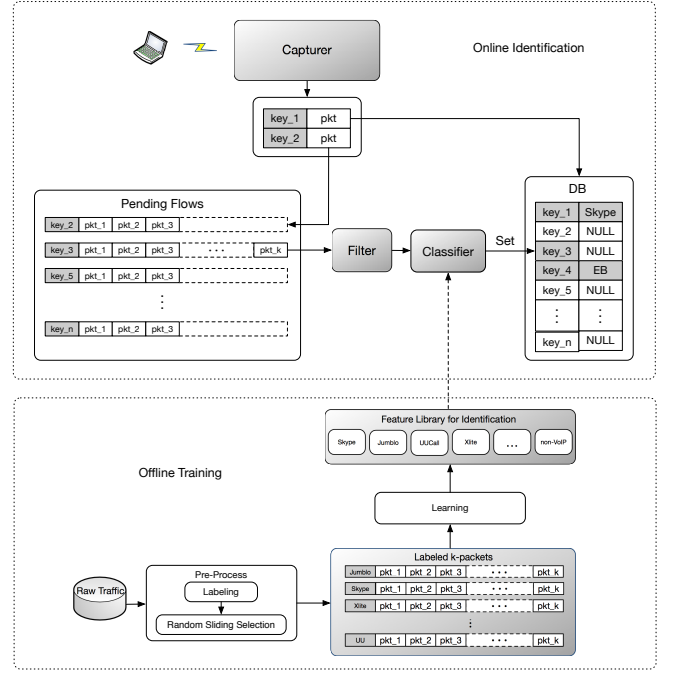 Capturer
Online Identification
key_1 pkt
key_2 pkt
Pending Flows
key_2 pkt_1 pkt_2 pkt_3
key_3 pkt_1 pkt_2 pkt_3 ··· pkt_k
key_5 pkt_1 pkt_2 pkt_3
⋮
key_n pkt_1 pkt_2 pkt_3
Filter
Classifier
Set
DB
key_1 Skype
key_2 NULL
key_3 NULL
key_4 EB
key_5 NULL
⋮ ⋮
key_n NULL
Feature Library for Identification
Skype Jumblo UUCall Xlite ... non-VoIP
Offline Training
Learning
Raw Traffic
Pre-Process
Labeling
Random Sliding Selection
Labeled k-packets
Jumblo pkt_1 pkt_2 pkt_3 ··· pkt_k
Skype pkt_1 pkt_2 pkt_3 ··· pkt_k
Xlite pkt_1 pkt_2 pkt_3 ··· pkt_k
⋮
UU pkt_1 pkt_2 pkt_3 ··· pkt_k